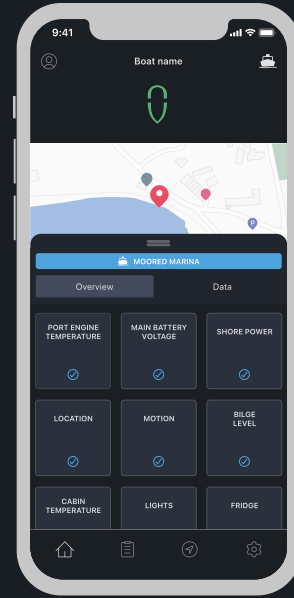 9:41
Boat name
P
MOORED MARINA
Overview Data
PORT ENGINE
TEMPERATURE
MAIN BATTERY
VOLTAGE
SHORE POWER
LOCATION
MOTION
BILGE
LEVEL
CABIN
TEMPERATURE
LIGHTS
FRIDGE